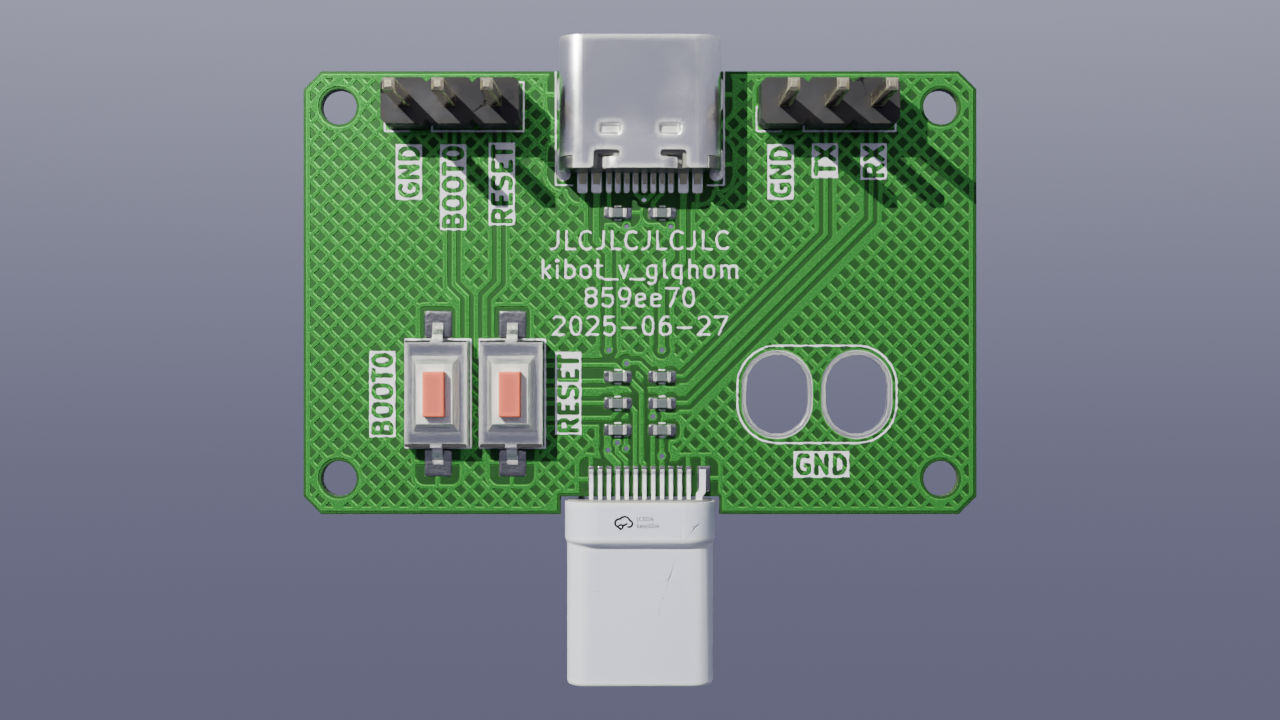 GND
BOOT0
RESET
GND
TX
RX
JLCJLCJLCJLC
kibot_v_glqhom
859ee70
2025-06-27
BOOT0
RESET
GND